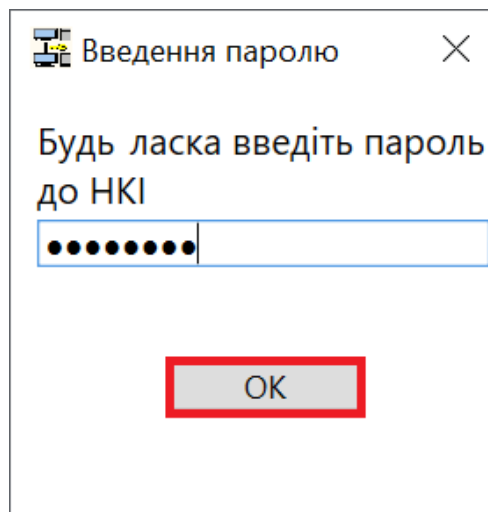 Введення паролю
Будь ласка введіть пароль
до НКІ
●●●●●●●●
OK